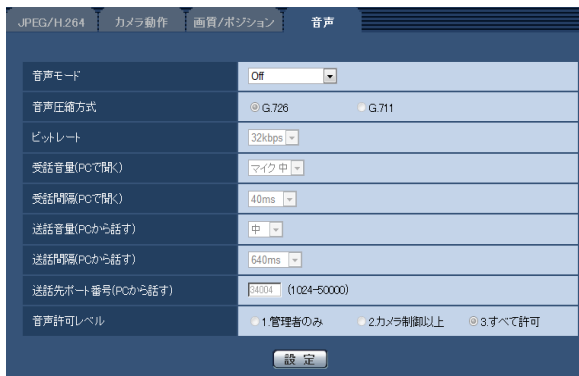 JPEG/H.264 カメラ動作 画質/ポジション 音声
音声モード Off
音声圧縮方式 G.726 G.711
ビットレート 32kbps
受話音量(PCで聞く) マイク 中
受話間隔(PCで聞く) 40ms
送話音量(PCから話す) 中
送話間隔(PCから話す) 640ms
送話先ポート番号(PCから話す) 34004 (1024-50000)
音声許可レベル 1.管理者のみ 2.カメラ制御以上 3.すべて許可
設定